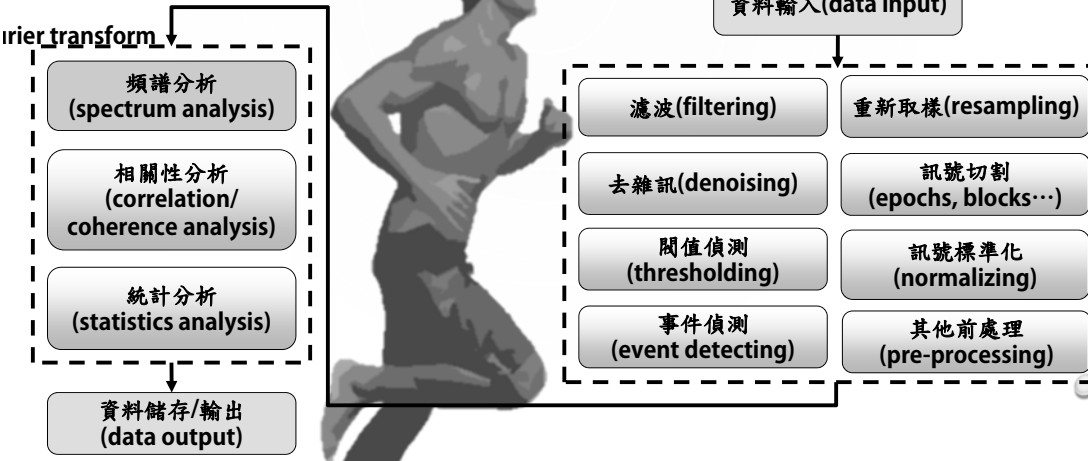 資料輸入(data input)
濾波(filtering)
重新取樣(resampling)
去雜訊(denoising)
訊號切割
(epochs, blocks⋯)
閥值偵測
(thresholding)
訊號標準化
(normalizing)
事件偵測
(event detecting)
其他前處理
(pre-processing)
transform
頻譜分析
(spectrum analysis)
相關性分析
(correlation/
coherence analysis)
統計分析
(statistics analysis)
資料儲存/輸出
(data output)